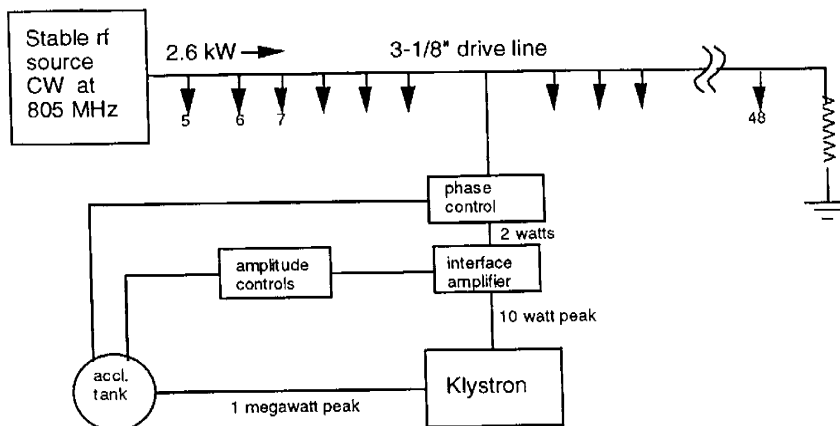 Stable rf
source
CW at
805 MHz
2.6 kW
3-1/8" drive line
5
6
7
48
phase
control
2 watts
amplitude
controls
interface
amplifier
10 watt peak
accl.
tank
Klystron
1 megawatt peak